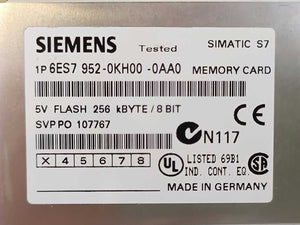 SIEMENS Tested SIMATIC S7
1P 6ES7 952-0KH00 -0AA0 MEMORY CARD
5V FLASH 256 kBYTE / 8 BIT
SVP PO 107767
N117
X 4 5 6 7 8
UL LISTED 69B1 SA
IND. CONT. EQ.
MADE IN GERMANY